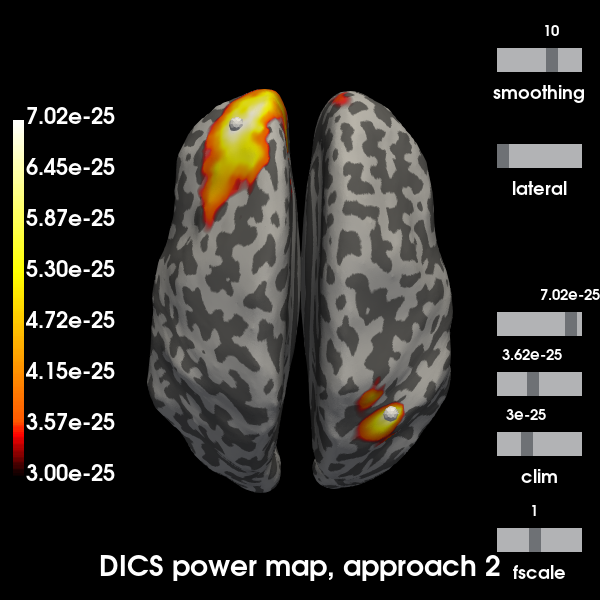 10
smoothing
lateral
7.02e-25
6.45e-25
5.87e-25
5.30e-25
4.72e-25
4.15e-25
3.57e-25
3.00e-25
7.02e-25
3.62e-25
3e-25
clim
1
fscale
DICS power map, approach 2